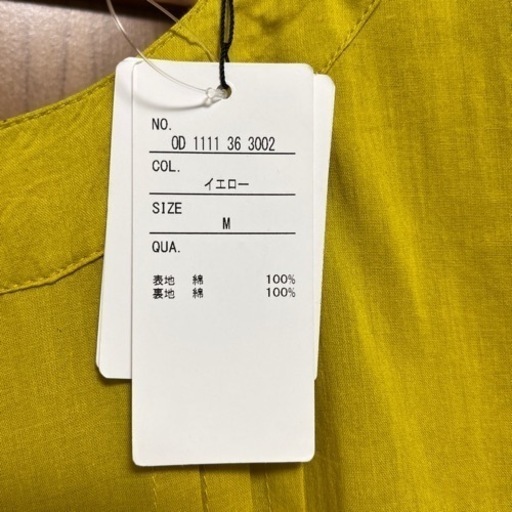 NO.
OD 1111 36 3002
COL.
イエロー
SIZE
M
QUA.
表地 綿 100%
裏地 綿 100%